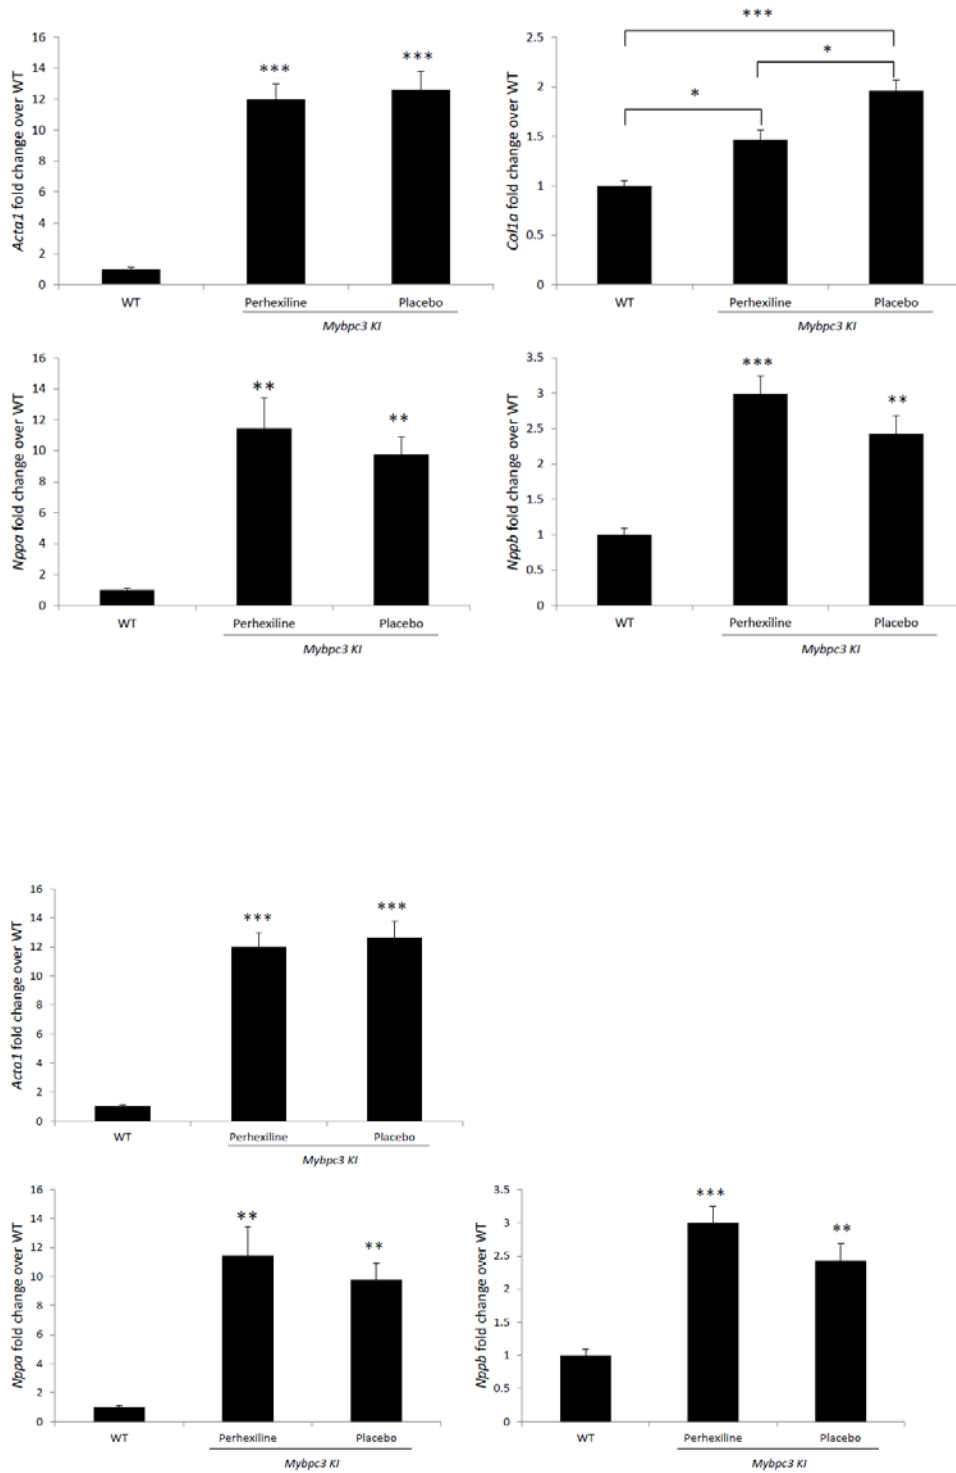 ***
Acta1 fold change over WT
16
14
12
10
8
6
4
2
0
***
***
WT
Perhexiline
Placebo
Mybpc3 KI
Col1a fold change over WT
2.5
2
1.5
1
0.5
0
*
*
WT
Perhexiline
Placebo
Mybpc3 KI
Nppa fold change over WT
16
14
12
10
8
6
4
2
0
**
**
WT
Perhexiline
Placebo
Mybpc3 KI
Nppb fold change over WT
3.5
3
2.5
2
1.5
1
0.5
0
***
**
WT
Perhexiline
Placebo
Mybpc3 KI
Acta1 fold change over WT
16
14
12
10
8
6
4
2
0
***
***
WT
Perhexiline
Placebo
Mybpc3 KI
Nppa fold change over WT
16
14
12
10
8
6
4
2
0
**
**
WT
Perhexiline
Placebo
Mybpc3 KI
Nppb fold change over WT
3.5
3
2.5
2
1.5
1
0.5
0
***
**
WT
Perhexiline
Placebo
Mybpc3 KI